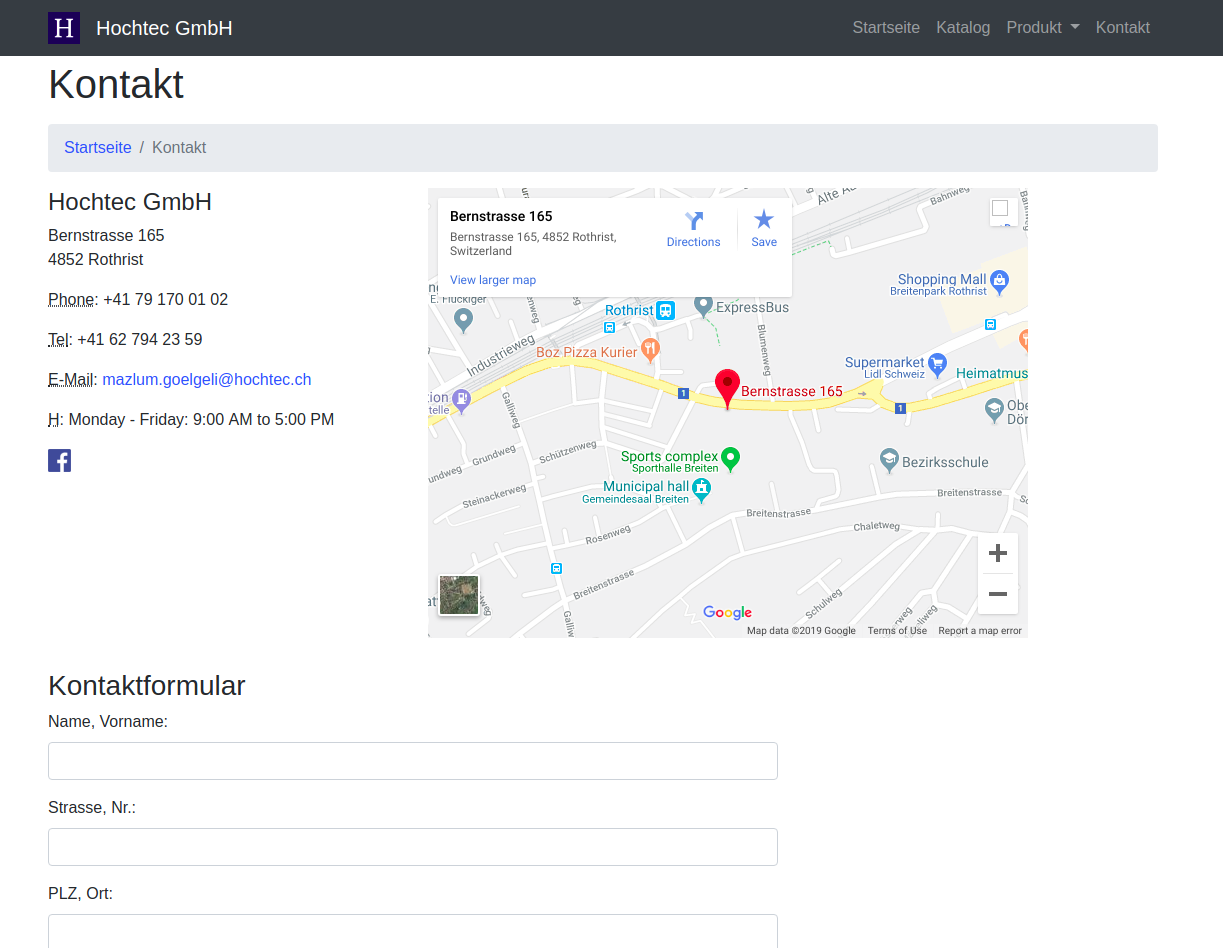 H Hochtec GmbH
Startseite Katalog Produkt Kontakt
Kontakt
Startseite / Kontakt
Hochtec GmbH
Bernstrasse 165
4852 Rothrist
Phone: +41 79 170 01 02
Tel: +41 62 794 23 59
E-Mail: mazlum.goelgeli@hochtec.ch
H: Monday - Friday: 9:00 AM to 5:00 PM
Bernstrasse 165
Bernstrasse 165, 4852 Rothrist,
Switzerland
View larger map
Directions
Save
Bahnweg
Shopping Mall
Breitenpark Rothrist
E. Flückiger
Rothrist
ExpressBus
Industrieweg
Boz Pizza Kurier
Blumenweg
Supermarket
Lidl Schweiz
Heimatmus
1
Bernstrasse 165
1
Galliweg
Schützenweg
Grundweg
Sports complex
Sporthalle Breiten
Bezirksschule
Steinackerweg
Municipal hall
Gemeindesaal Breiten
Breitenstrasse
Breitenstrasse
Chaletweg
Rosenweg
Breitenstrasse
Schulweg
Galliweg
Google
Map data ©2019 Google Terms of Use Report a map error
Kontaktformular
Name, Vorname:
Strasse, Nr.:
PLZ, Ort: